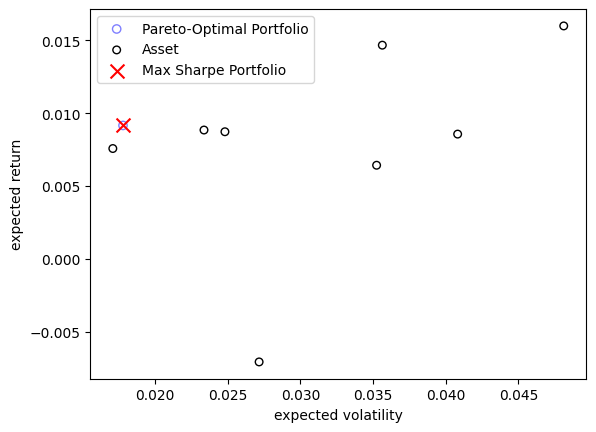 Pareto-Optimal Portfolio
Asset
Max Sharpe Portfolio
0.015
0.010
0.005
0.000
−0.005
expected return
0.020 0.025 0.030 0.035 0.040 0.045
expected volatility